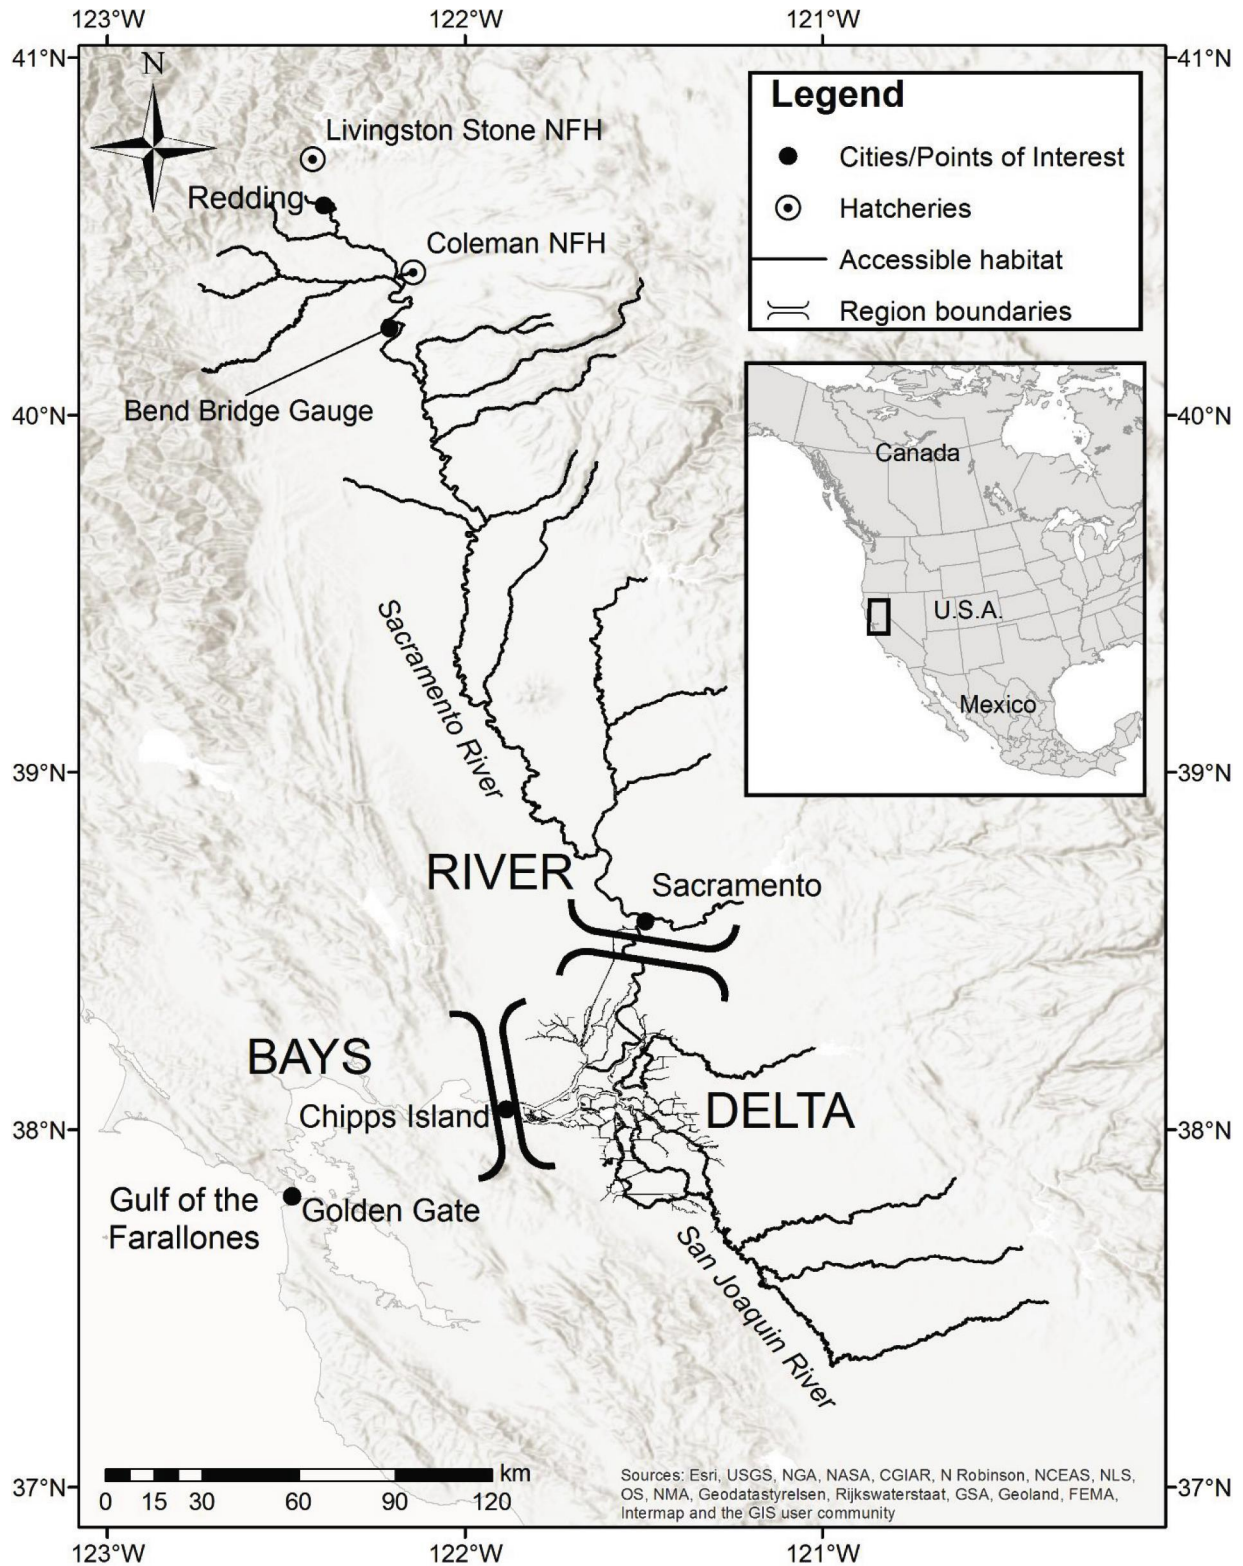 123°W 122°W 121°W
41°N 41°N
N
Legend
Livingston Stone NFH
Cities/Points of Interest
Redding
Hatcheries
Coleman NFH
Accessible habitat
Region boundaries
Bend Bridge Gauge
40°N 40°N
Canada
U.S.A.
Mexico
Sacramento River
39°N 39°N
RIVER
Sacramento
BAYS
Chipps Island
DELTA
38°N 38°N
Gulf of the
Farallones
Golden Gate
San Joaquin River
km
0 15 30 60 90 120
Sources: Esri, USGS, NGA, NASA, CGIAR, N Robinson, NCEAS, NLS,
OS, NMA, Geodatastyrelsen, Rijkswaterstaat, GSA, Geoland, FEMA,
Intermap and the GIS user community
37°N 37°N
123°W 122°W 121°W